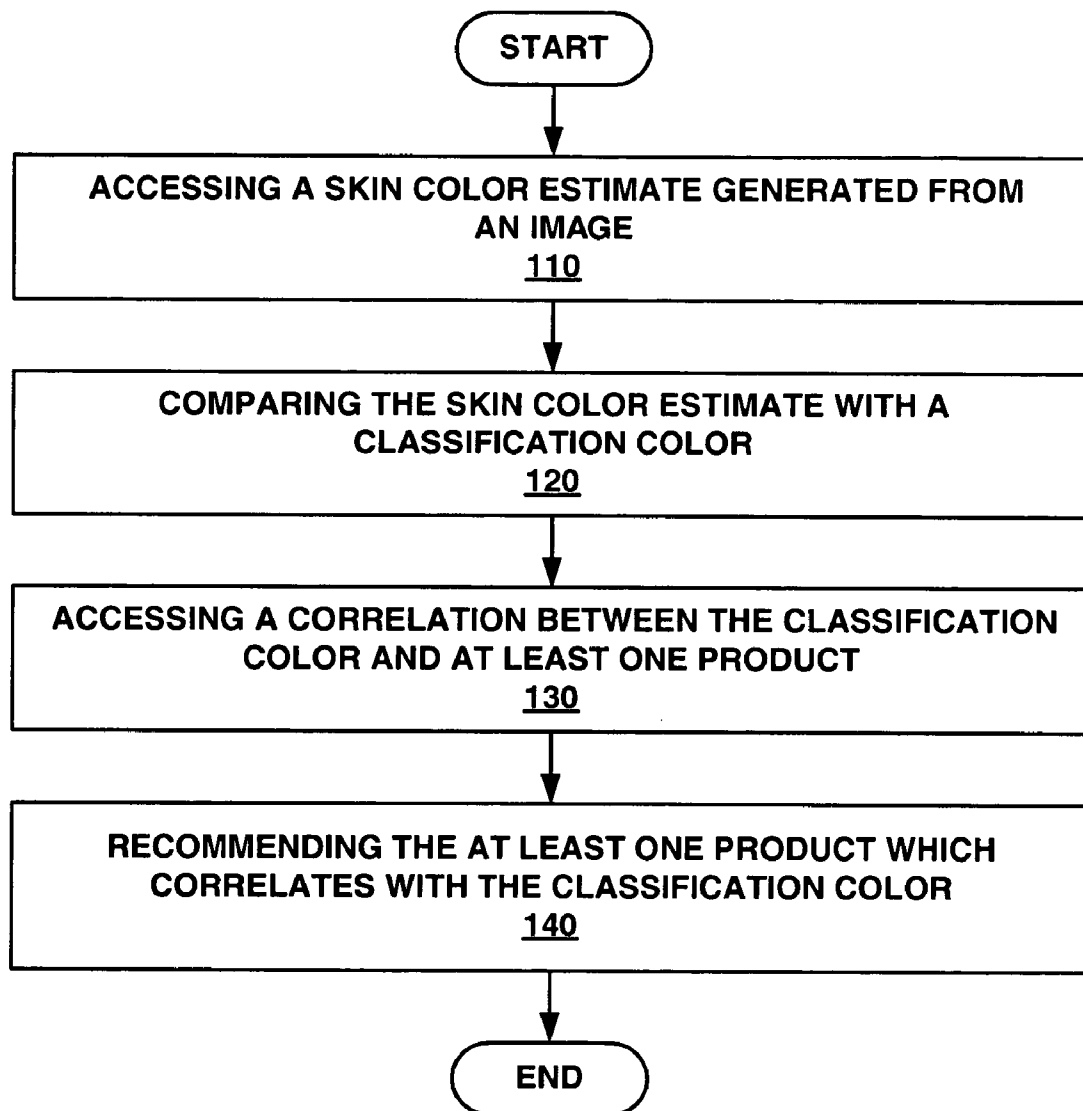 START
ACCESSING A SKIN COLOR ESTIMATE GENERATED FROM
AN IMAGE
110
COMPARING THE SKIN COLOR ESTIMATE WITH A
CLASSIFICATION COLOR
120
ACCESSING A CORRELATION BETWEEN THE CLASSIFICATION
COLOR AND AT LEAST ONE PRODUCT
130
RECOMMENDING THE AT LEAST ONE PRODUCT WHICH
CORRELATES WITH THE CLASSIFICATION COLOR
140
END